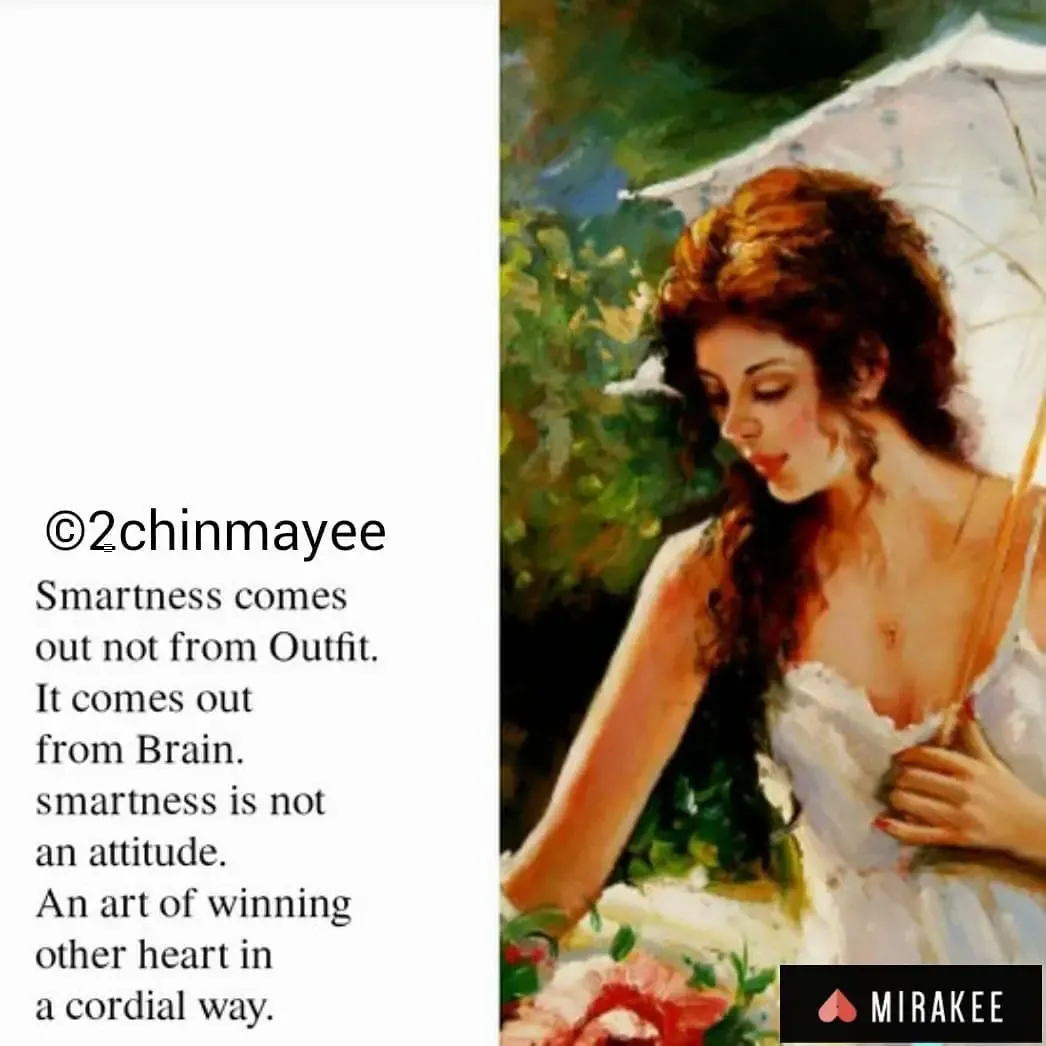 ©2chinmayee
Smartness comes
out not from Outfit.
It comes out
from Brain.
smartness is not
an attitude.
An art of winning
other heart in
a cordial way.
MIRAKEE